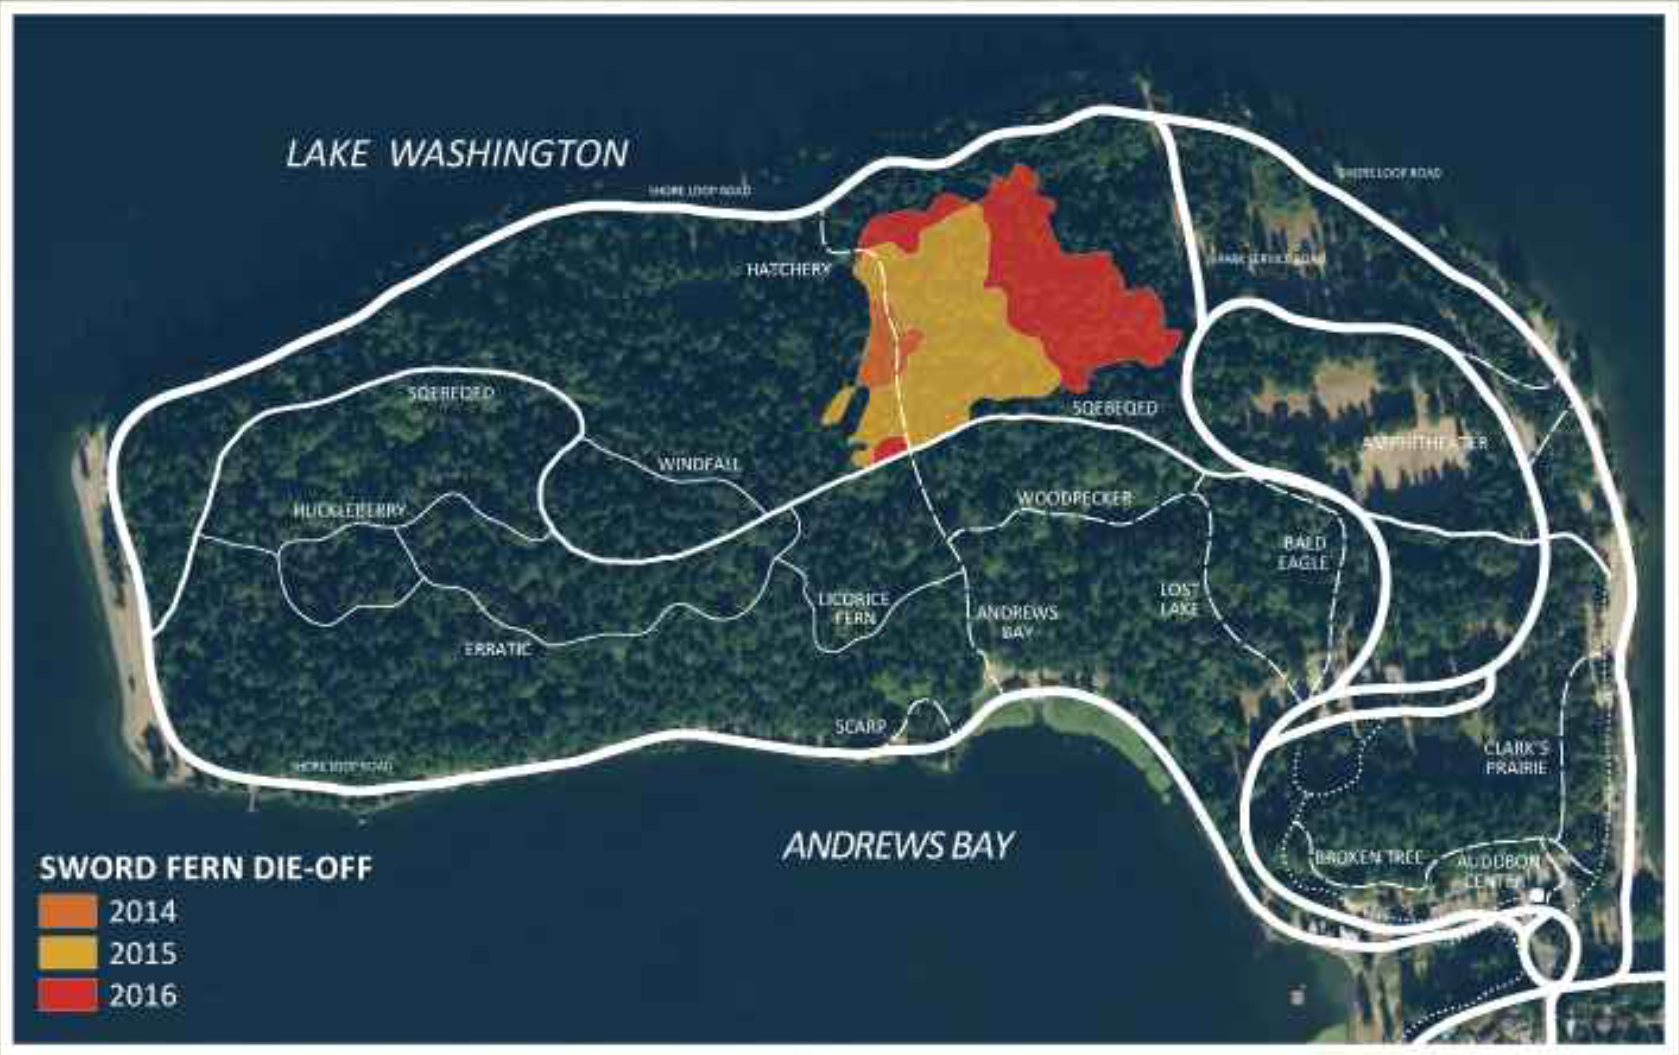 LAKE WASHINGTON
SHORE LOOP ROAD
SHORE LOOP ROAD
PARK SERVICE ROAD
HATCHERY
SQEBEQED
SQEBEQED
AMPHITHEATER
WINDFALL
HUCKLEBERRY
WOODPECKER
BALD
EAGLE
LICORICE
FERN
ANDREWS
BAY
LOST
LAKE
ERRATIC
SCARP
SHORE LOOP ROAD
CLARK'S
PRAIRIE
BROKEN TREE
AUDUBON
CENTER
ANDREWS BAY
SWORD FERN DIE-OFF
2014
2015
2016